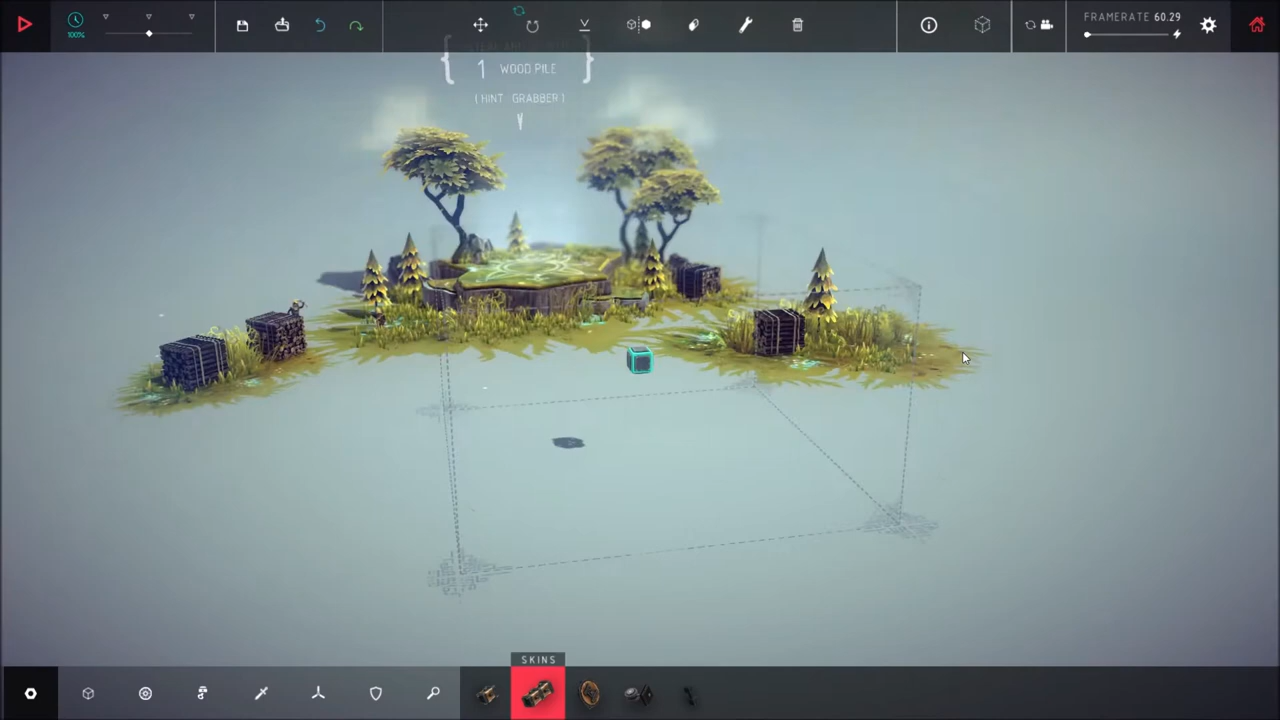 100%
FRAMERATE 60.29
1 WOOD PILE
( HINT GRABBER )
SKINS